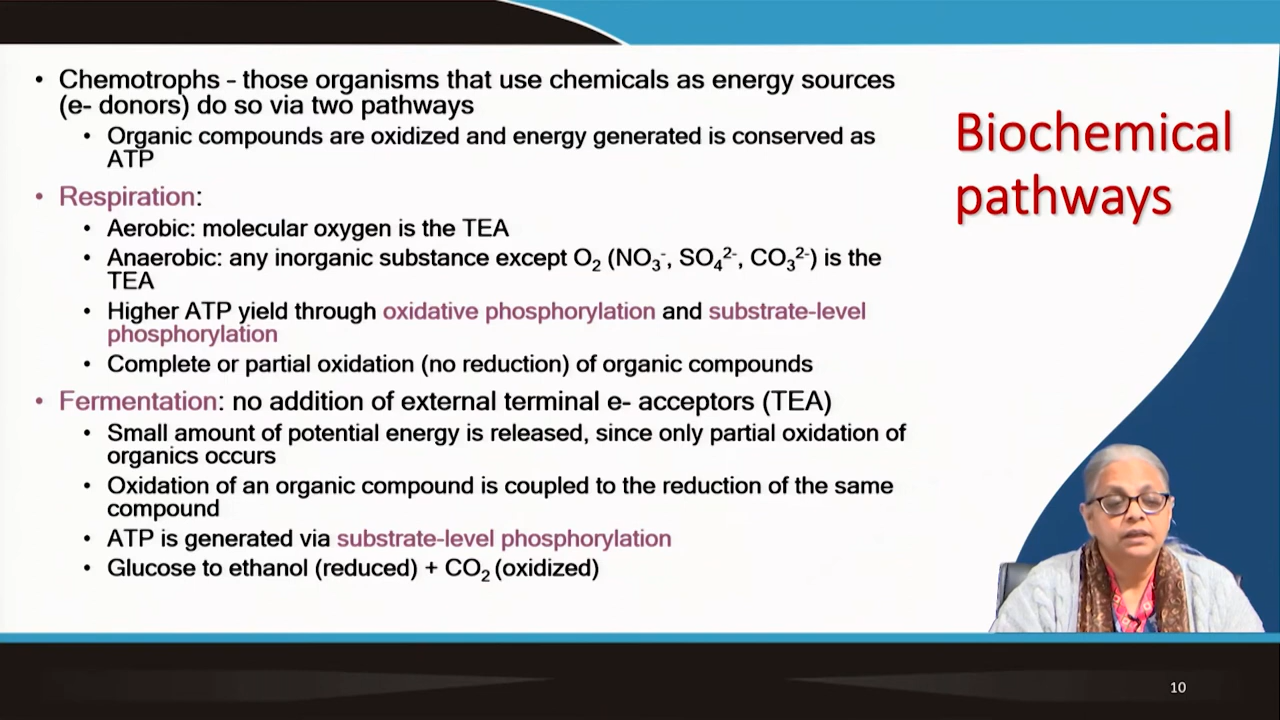 • Chemotrophs – those organisms that use chemicals as energy sources
(e- donors) do so via two pathways
• Organic compounds are oxidized and energy generated is conserved as
ATP
• Respiration:
• Aerobic: molecular oxygen is the TEA
• Anaerobic: any inorganic substance except O₂ (NO₃⁻, SO₄²⁻, CO₃²⁻) is the
TEA
• Higher ATP yield through oxidative phosphorylation and substrate-level
phosphorylation
• Complete or partial oxidation (no reduction) of organic compounds
• Fermentation: no addition of external terminal e- acceptors (TEA)
• Small amount of potential energy is released, since only partial oxidation of
organics occurs
• Oxidation of an organic compound is coupled to the reduction of the same
compound
• ATP is generated via substrate-level phosphorylation
• Glucose to ethanol (reduced) + CO₂ (oxidized)
Biochemical
pathways
10